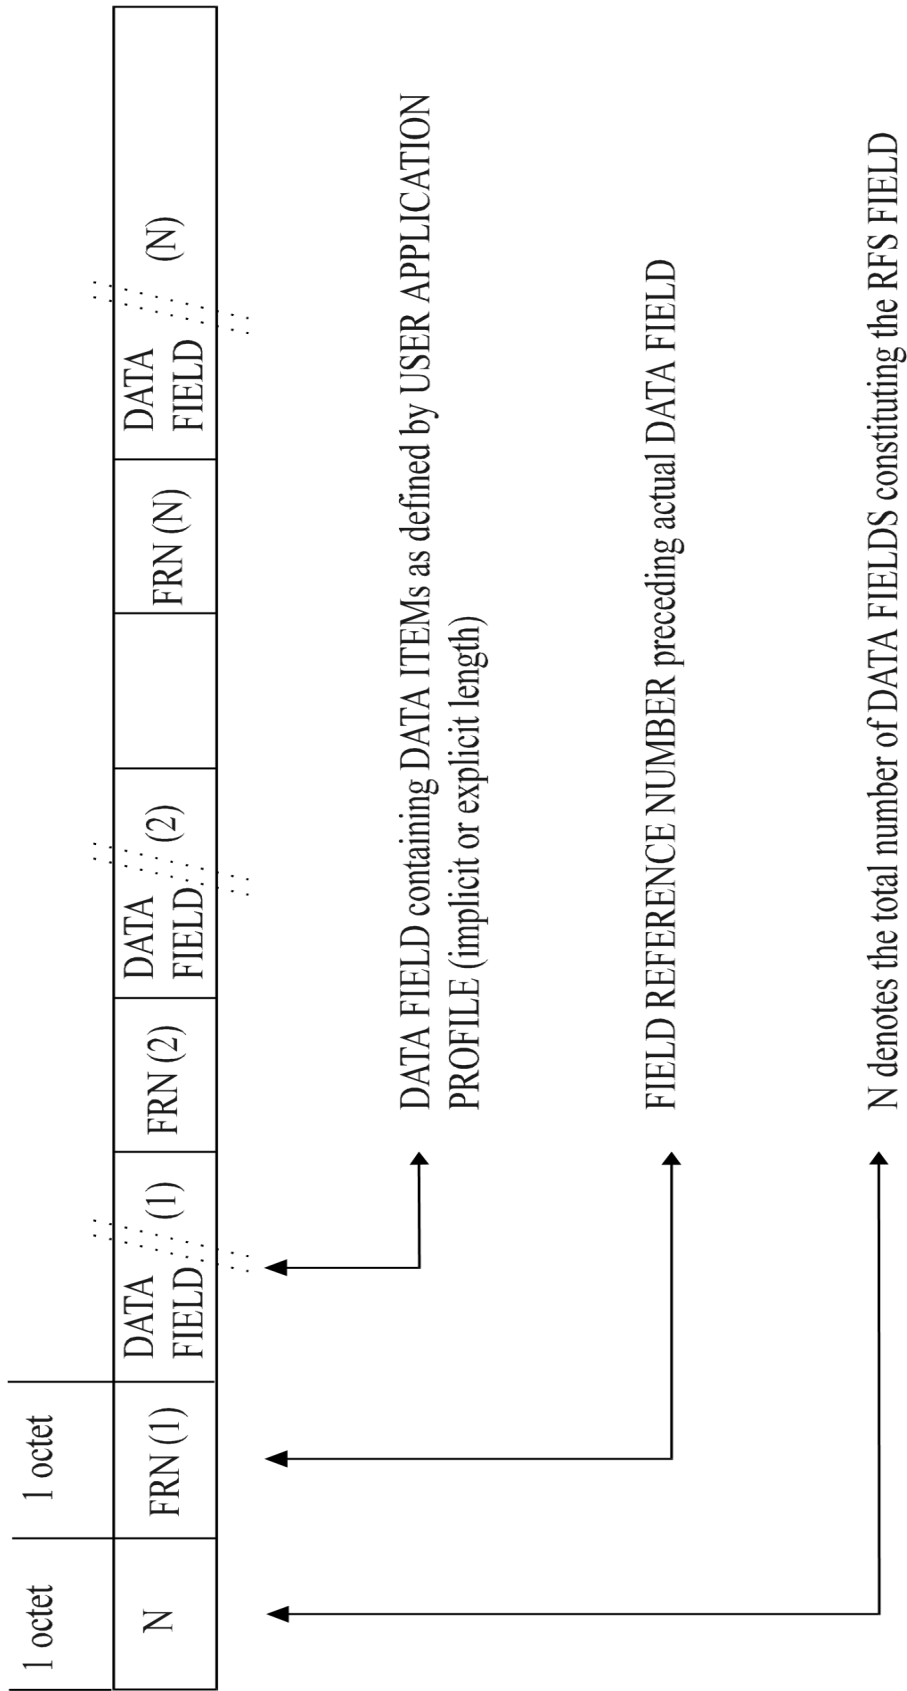 1 octet
1 octet
N
FRN (1)
DATA
FIELD
(1)
FRN (2)
DATA
FIELD
(2)
FRN (N)
DATA
FIELD
(N)
DATA FIELD containing DATA ITEMs as defined by USER APPLICATION
PROFILE (implicit or explicit length)
FIELD REFERENCE NUMBER preceding actual DATA FIELD
N denotes the total number of DATA FIELDS constituting the RFS FIELD